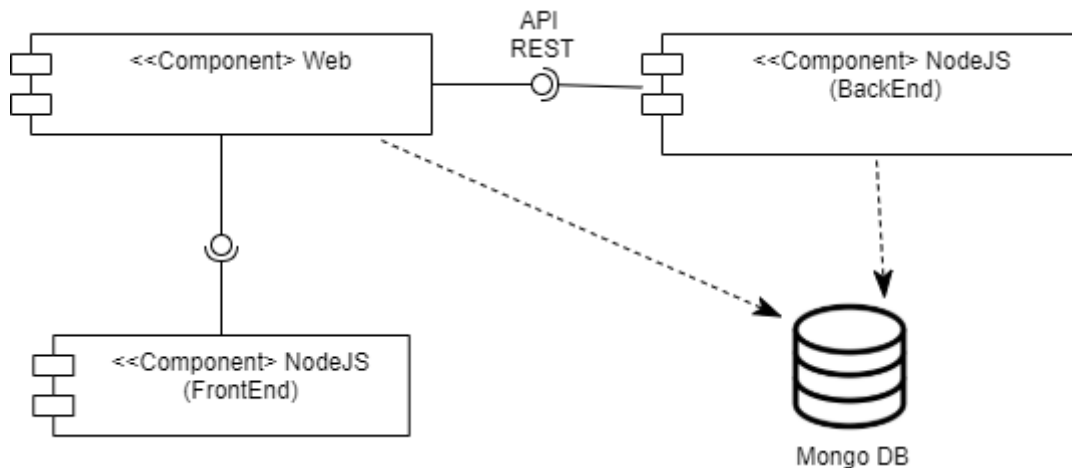 API
REST
<<Component> Web
<<Component> NodeJS
(BackEnd)
<<Component> NodeJS
(FrontEnd)
Mongo DB